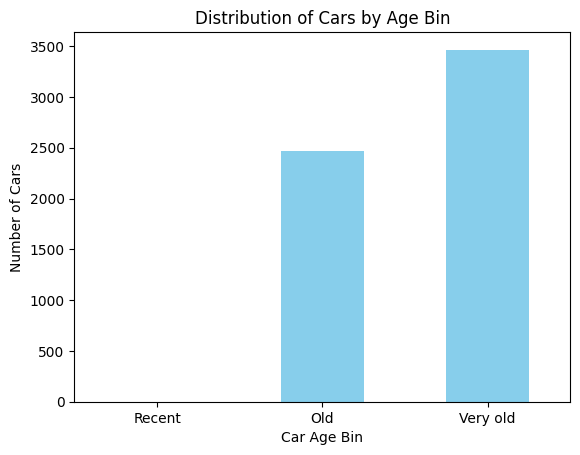 Distribution of Cars by Age Bin
Number of Cars
3500
3000
2500
2000
1500
1000
500
0
Recent
Old
Very old
Car Age Bin